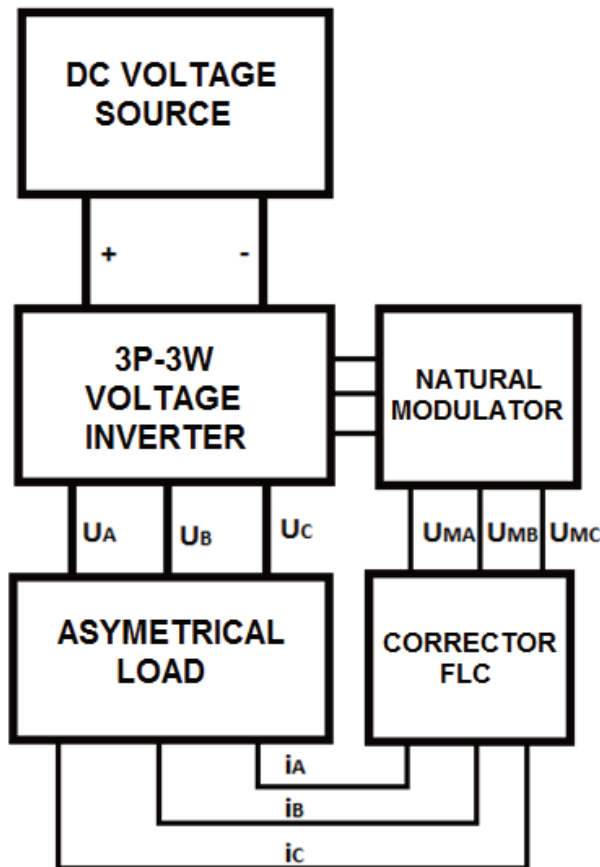 DC VOLTAGE
SOURCE
+ -
3P-3W
VOLTAGE
INVERTER
NATURAL
MODULATOR
UA UB UC
UMA UMB UMC
ASYMETRICAL
LOAD
CORRECTOR
FLC
iA
iB
iC